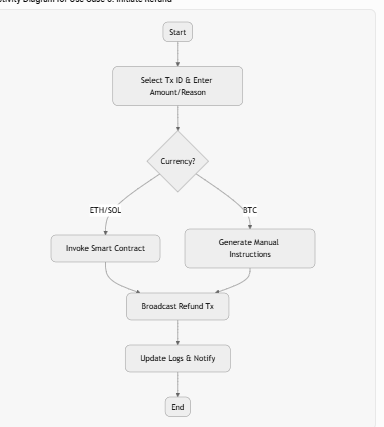 Activity Diagram for Use Case 6: Initiate Refund
Start
Select Tx ID & Enter
Amount/Reason
Currency?
ETH/SOL
BTC
Invoke Smart Contract
Generate Manual
Instructions
Broadcast Refund Tx
Update Logs & Notify
End